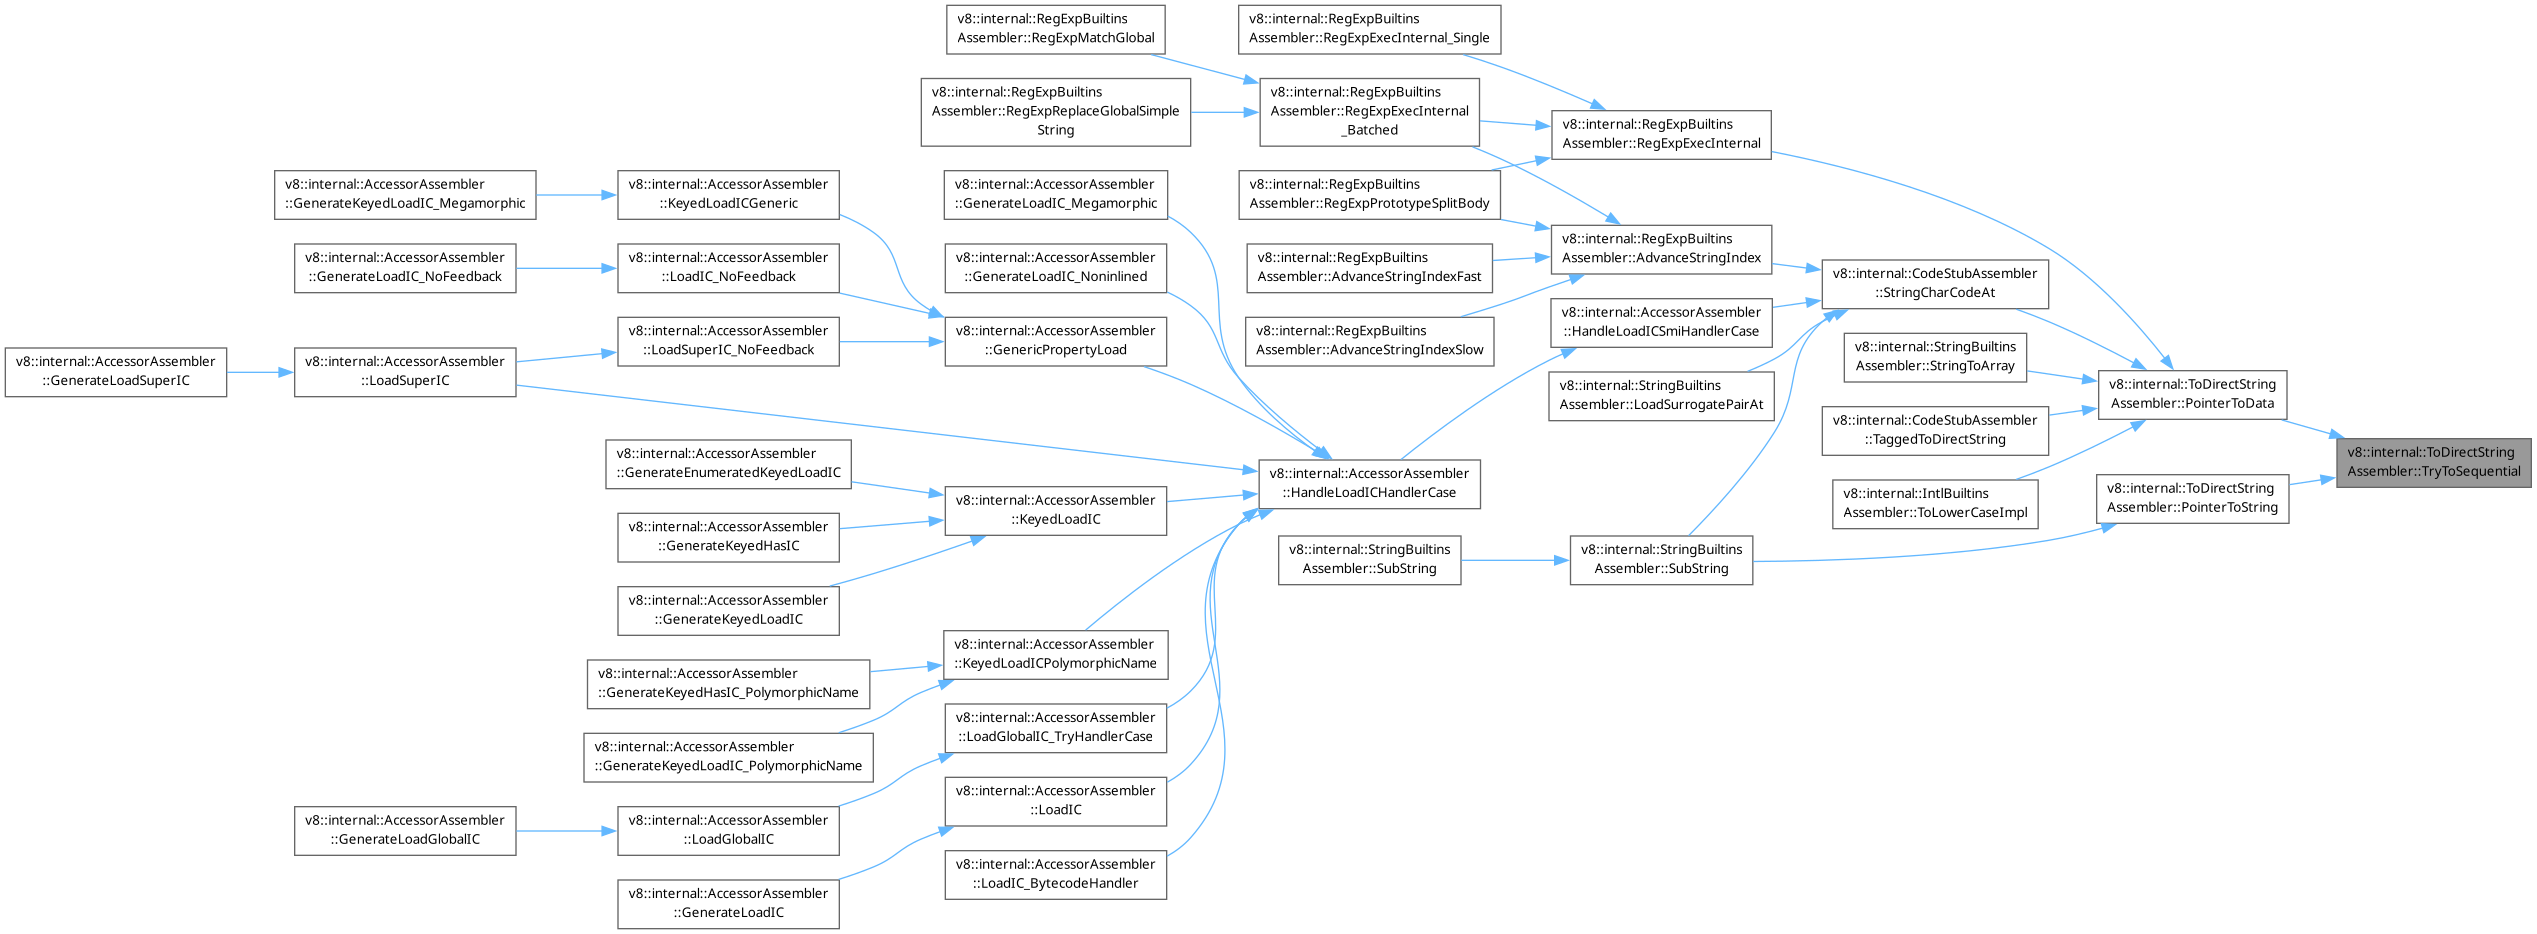 v8::internal::RegExpBuiltins
Assembler::RegExpMatchGlobal
v8::internal::RegExpBuiltins
Assembler::RegExpExecInternal_Single
v8::internal::RegExpBuiltins
Assembler::RegExpReplaceGlobalSimple
String
v8::internal::RegExpBuiltins
Assembler::RegExpExecInternal
_Batched
v8::internal::RegExpBuiltins
Assembler::RegExpExecInternal
v8::internal::AccessorAssembler
::GenerateKeyedLoadIC_Megamorphic
v8::internal::AccessorAssembler
::KeyedLoadICGeneric
v8::internal::AccessorAssembler
::GenerateLoadIC_Megamorphic
v8::internal::RegExpBuiltins
Assembler::RegExpPrototypeSplitBody
v8::internal::RegExpBuiltins
Assembler::AdvanceStringIndex
v8::internal::AccessorAssembler
::GenerateLoadIC_NoFeedback
v8::internal::AccessorAssembler
::LoadIC_NoFeedback
v8::internal::AccessorAssembler
::GenerateLoadIC_Noninlined
v8::internal::RegExpBuiltins
Assembler::AdvanceStringIndexFast
v8::internal::CodeStubAssembler
::StringCharCodeAt
v8::internal::AccessorAssembler
::HandleLoadICSmiHandlerCase
v8::internal::AccessorAssembler
::LoadSuperIC_NoFeedback
v8::internal::AccessorAssembler
::GenericPropertyLoad
v8::internal::RegExpBuiltins
Assembler::AdvanceStringIndexSlow
v8::internal::StringBuiltins
Assembler::StringToArray
v8::internal::AccessorAssembler
::GenerateLoadSuperIC
v8::internal::AccessorAssembler
::LoadSuperIC
v8::internal::StringBuiltins
Assembler::LoadSurrogatePairAt
v8::internal::ToDirectString
Assembler::PointerToData
v8::internal::CodeStubAssembler
::TaggedToDirectString
v8::internal::ToDirectString
Assembler::TryToSequential
v8::internal::AccessorAssembler
::GenerateEnumeratedKeyedLoadIC
v8::internal::AccessorAssembler
::HandleLoadICHandlerCase
v8::internal::IntlBuiltins
Assembler::ToLowerCaseImpl
v8::internal::ToDirectString
Assembler::PointerToString
v8::internal::AccessorAssembler
::KeyedLoadIC
v8::internal::AccessorAssembler
::GenerateKeyedHasIC
v8::internal::StringBuiltins
Assembler::SubString
v8::internal::StringBuiltins
Assembler::SubString
v8::internal::AccessorAssembler
::GenerateKeyedLoadIC
v8::internal::AccessorAssembler
::KeyedLoadICPolymorphicName
v8::internal::AccessorAssembler
::GenerateKeyedHasIC_PolymorphicName
v8::internal::AccessorAssembler
::LoadGlobalIC_TryHandlerCase
v8::internal::AccessorAssembler
::GenerateKeyedLoadIC_PolymorphicName
v8::internal::AccessorAssembler
::LoadIC
v8::internal::AccessorAssembler
::GenerateLoadGlobalIC
v8::internal::AccessorAssembler
::LoadGlobalIC
v8::internal::AccessorAssembler
::LoadIC_BytecodeHandler
v8::internal::AccessorAssembler
::GenerateLoadIC